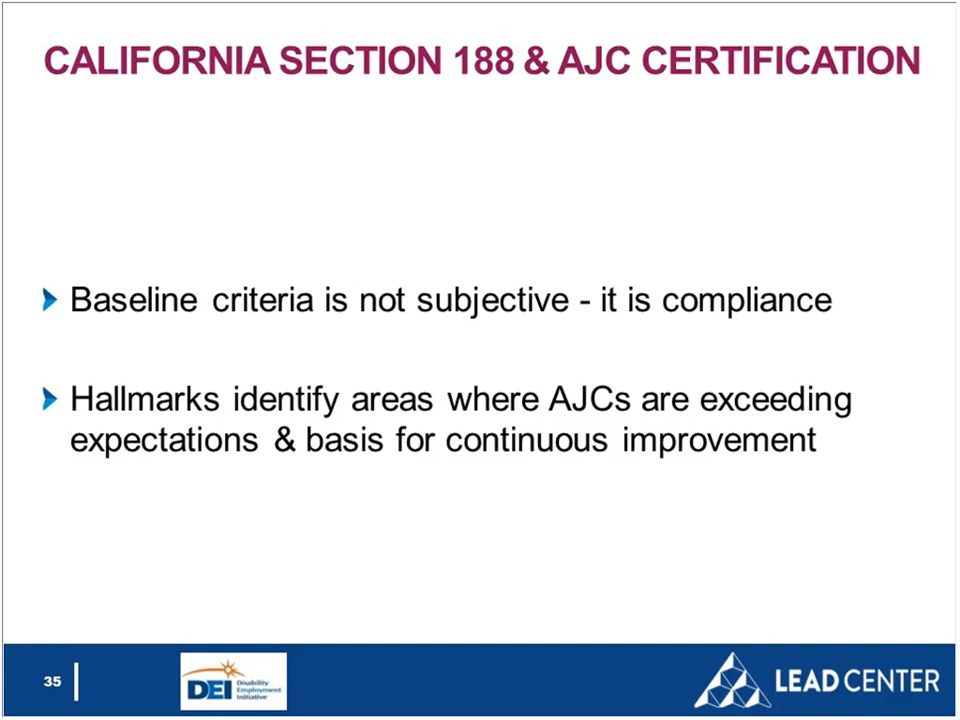 CALIFORNIA SECTION 188 & AJC CERTIFICATION
Baseline criteria is not subjective - it is compliance
Hallmarks identify areas where AJCs are exceeding
expectations & basis for continuous improvement
35
DEI
Disability
Employment
Initiative
LEAD CENTER